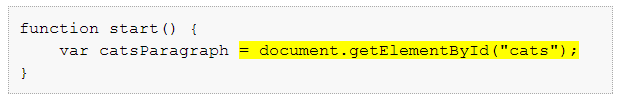 function start() {
    var catsParagraph = document.getElementById("cats");
}